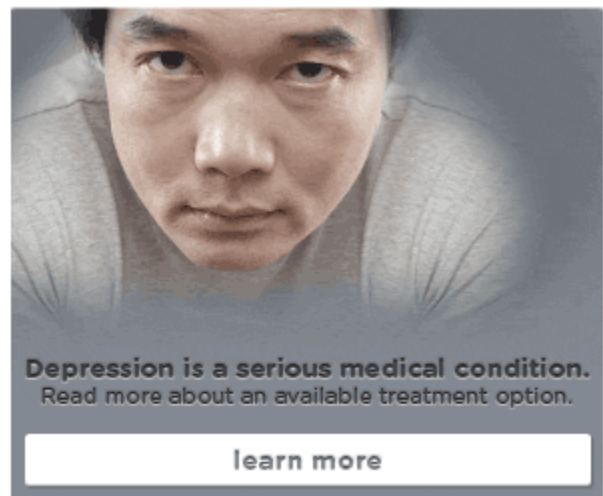 Depression is a serious medical condition.
Read more about an available treatment option.
learn more